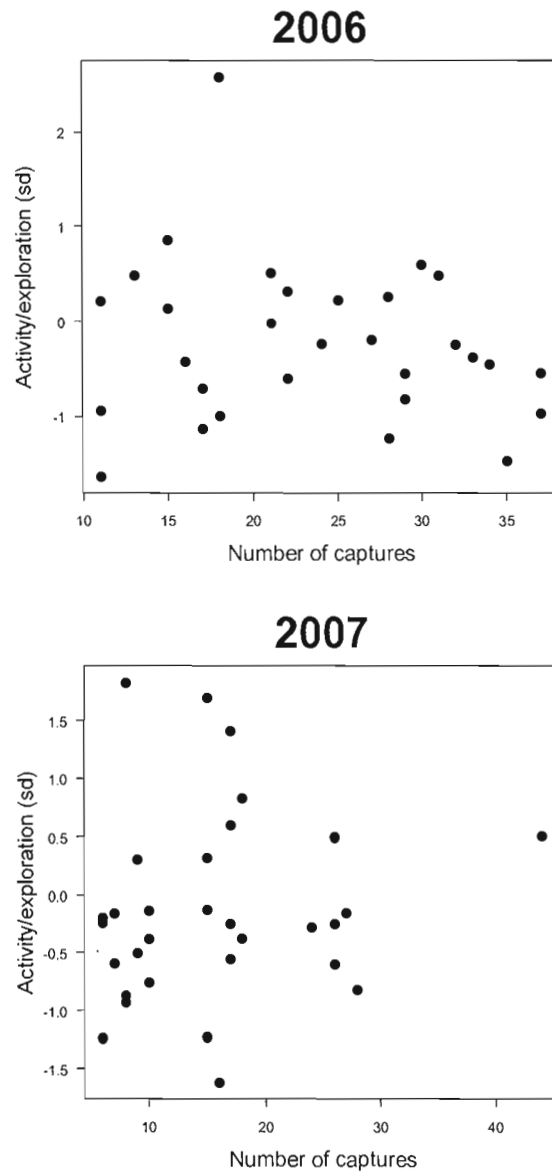 2006
Activity/exploration (sd)
2
1
0
-1
10 15 20 25 30 35
Number of captures
2007
Activity/exploration (sd)
1.5
1.0
0.5
0.0
-0.5
-1.0
-1.5
10 20 30 40
Number of captures